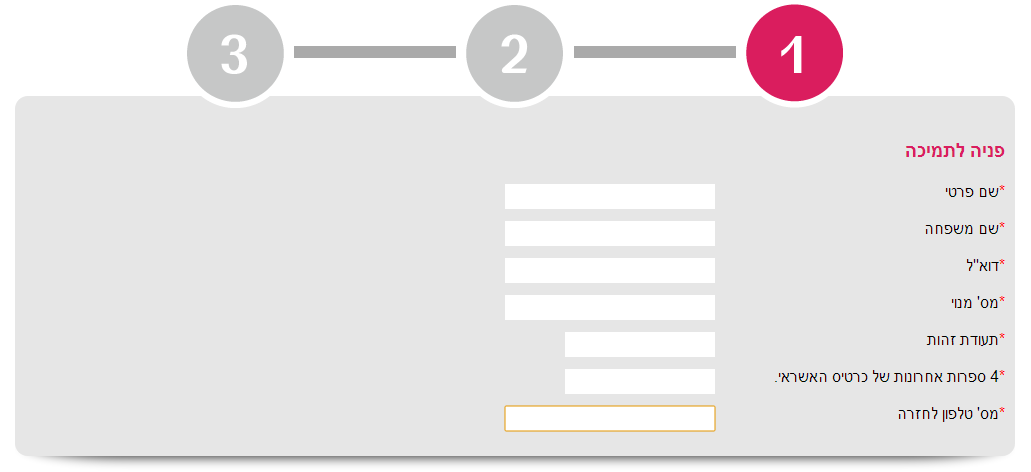 1
2
3
פניה לתמיכה
*שם פרטי
*שם משפחה
*דוא"ל
*מס' מנוי
*תעודת זהות
*4 ספרות אחרונות של כרטיס האשראי.
*מס' טלפון לחזרה